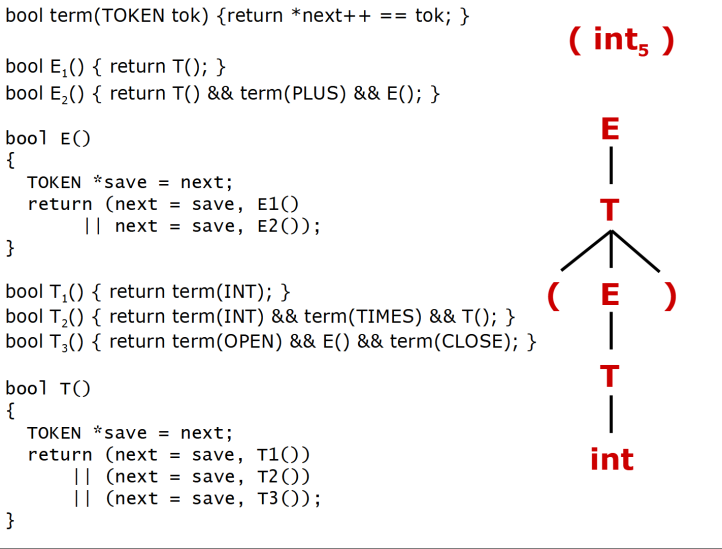 bool term(TOKEN tok) {return *next++ == tok; }
bool E₁() { return T(); }
bool E₂() { return T() && term(PLUS) && E(); }
bool E()
{
TOKEN *save = next;
return (next = save, E1()
|| next = save, E2());
}
bool T₁() { return term(INT); }
bool T₂() { return term(INT) && term(TIMES) && T(); }
bool T₃() { return term(OPEN) && E() && term(CLOSE); }
bool T()
{
TOKEN *save = next;
return (next = save, T1())
|| (next = save, T2())
|| (next = save, T3());
}
( int₅ )
E
T
( E )
T
int